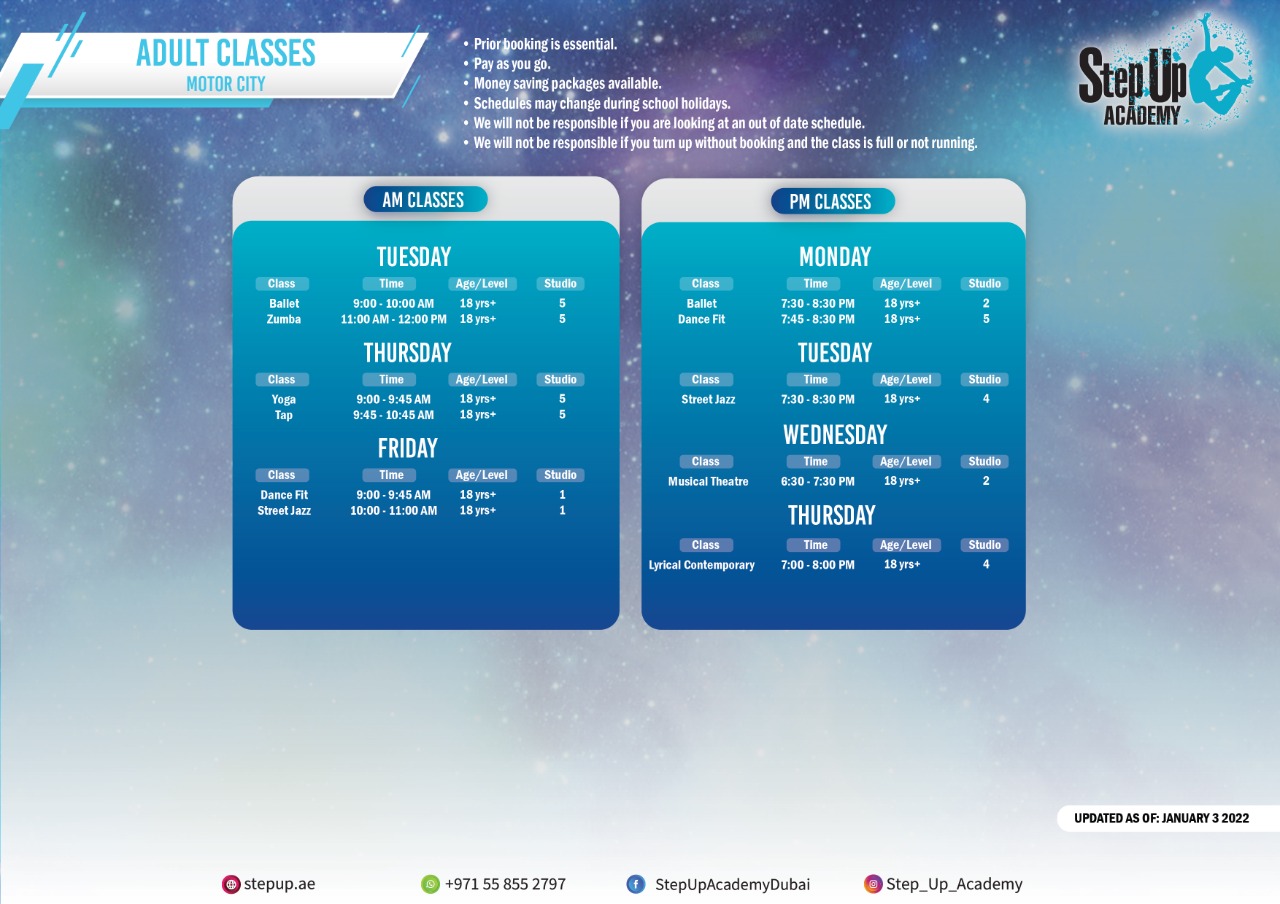 ADULT CLASSES
MOTOR CITY
• Prior booking is essential.
• Pay as you go.
• Money saving packages available.
• Schedules may change during school holidays.
• We will not be responsible if you are looking at an out of date schedule.
• We will not be responsible if you turn up without booking and the class is full or not running.
Step Up
ACADEMY
AM CLASSES
TUESDAY
Class Time Age/Level Studio
Ballet 9:00 - 10:00 AM 18 yrs+ 5
Zumba 11:00 AM - 12:00 PM 18 yrs+ 5
THURSDAY
Class Time Age/Level Studio
Yoga 9:00 - 9:45 AM 18 yrs+ 5
Tap 9:45 - 10:45 AM 18 yrs+ 5
FRIDAY
Class Time Age/Level Studio
Dance Fit 9:00 - 9:45 AM 18 yrs+ 1
Street Jazz 10:00 - 11:00 AM 18 yrs+ 1
PM CLASSES
MONDAY
Class Time Age/Level Studio
Ballet 7:30 - 8:30 PM 18 yrs+ 2
Dance Fit 7:45 - 8:30 PM 18 yrs+ 5
TUESDAY
Class Time Age/Level Studio
Street Jazz 7:30 - 8:30 PM 18 yrs+ 4
WEDNESDAY
Class Time Age/Level Studio
Musical Theatre 6:30 - 7:30 PM 18 yrs+ 2
THURSDAY
Class Time Age/Level Studio
Lyrical Contemporary 7:00 - 8:00 PM 18 yrs+ 4
UPDATED AS OF: JANUARY 3 2022
stepup.ae +971 55 855 2797 StepUpAcademyDubai Step_Up_Academy